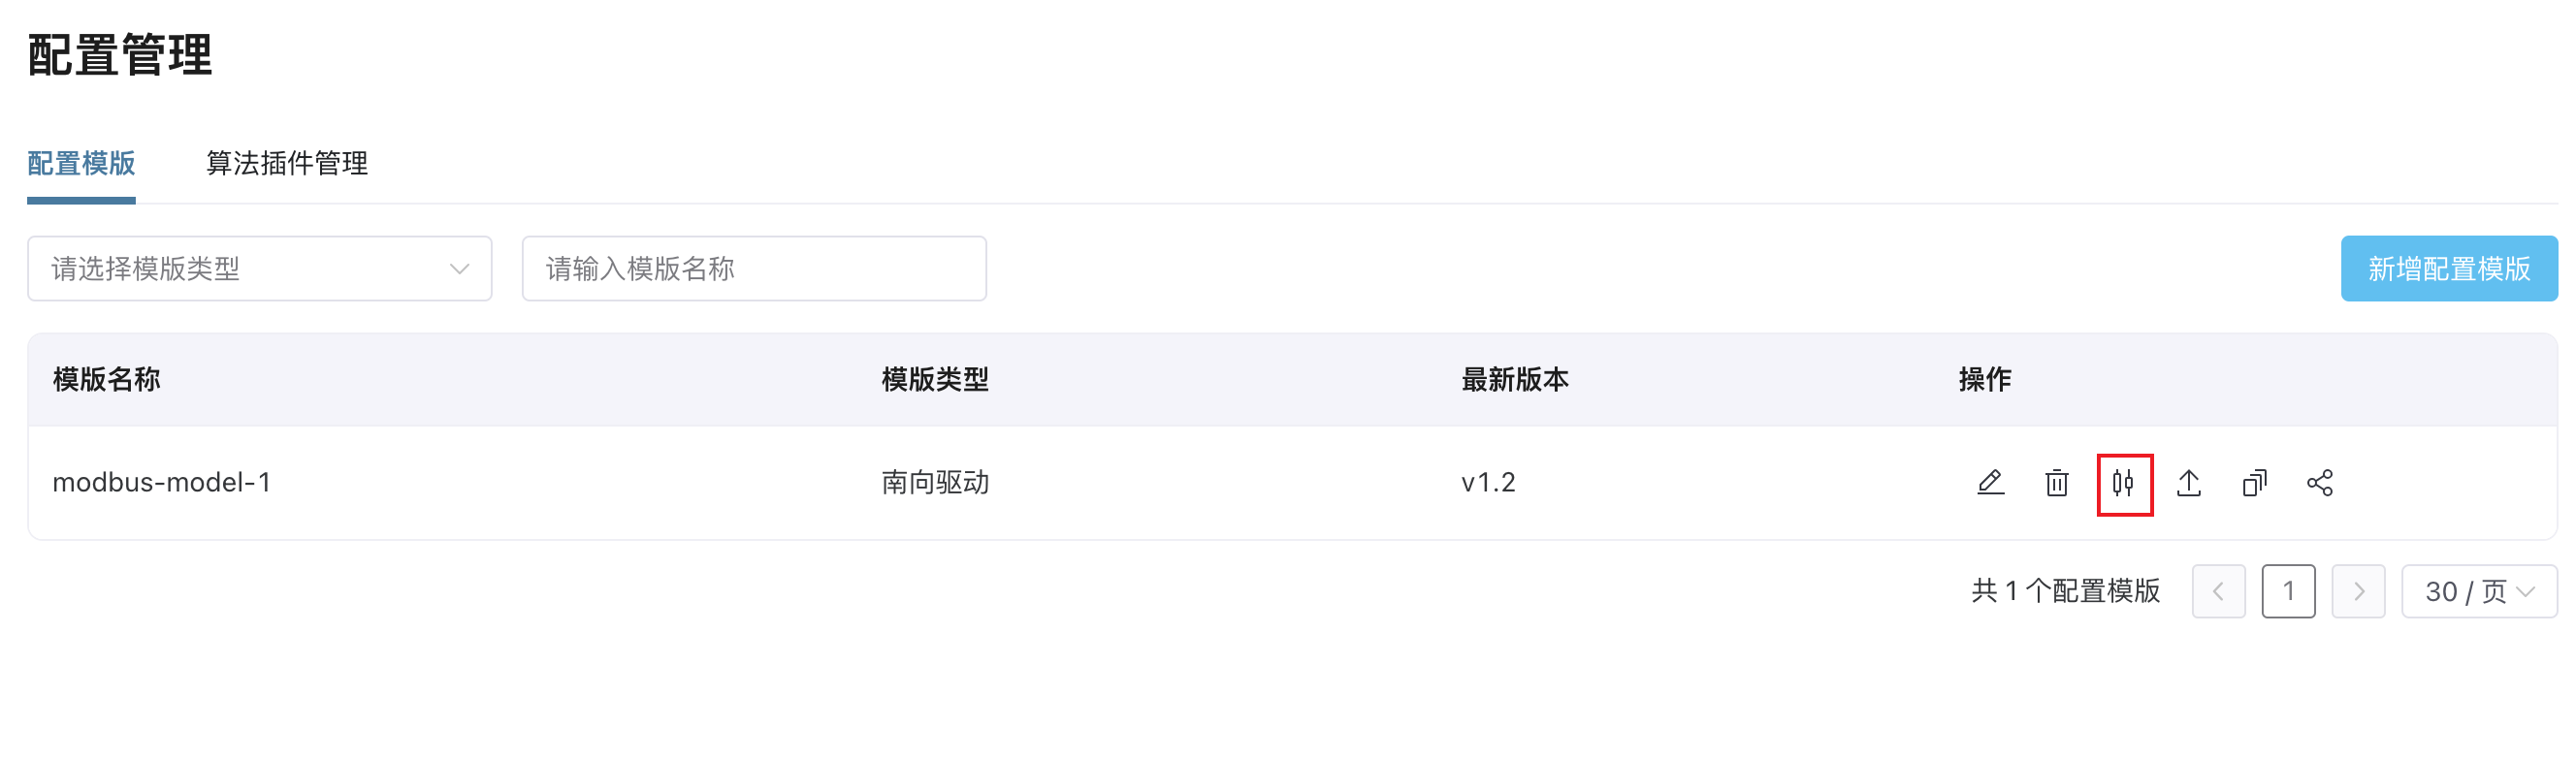 配置管理
配置模版 算法插件管理
请选择模版类型 请输入模版名称 新增配置模版
模版名称 模版类型 最新版本 操作
modbus-model-1 南向驱动 v1.2
共 1 个配置模版 1 30 / 页